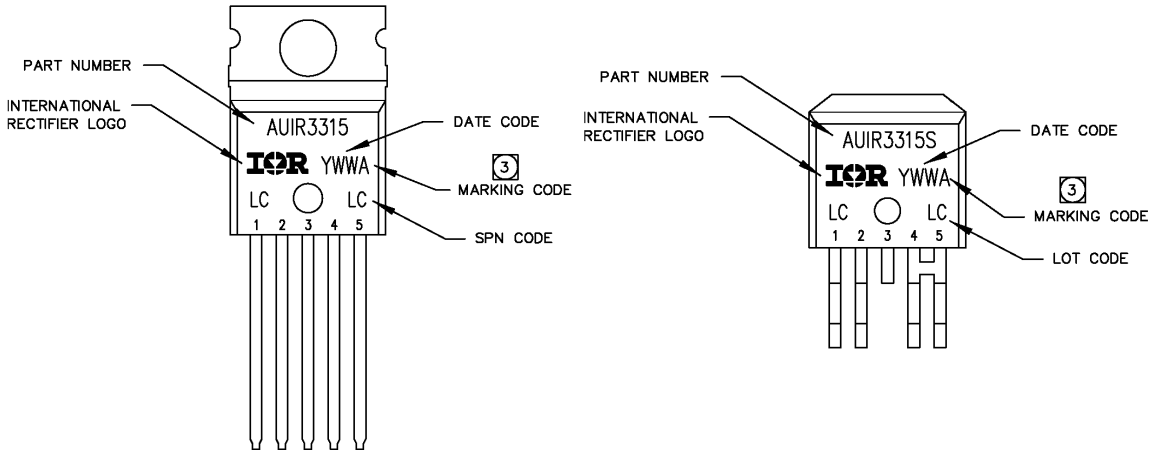 PART NUMBER
INTERNATIONAL
RECTIFIER LOGO
AUIR3315
DATE CODE
IOR YWWA
3
MARKING CODE
LC LC
1 2 3 4 5
SPN CODE
PART NUMBER
INTERNATIONAL
RECTIFIER LOGO
AUIR3315S
DATE CODE
IOR YWWA
3
MARKING CODE
LC LC
1 2 3 4 5
LOT CODE